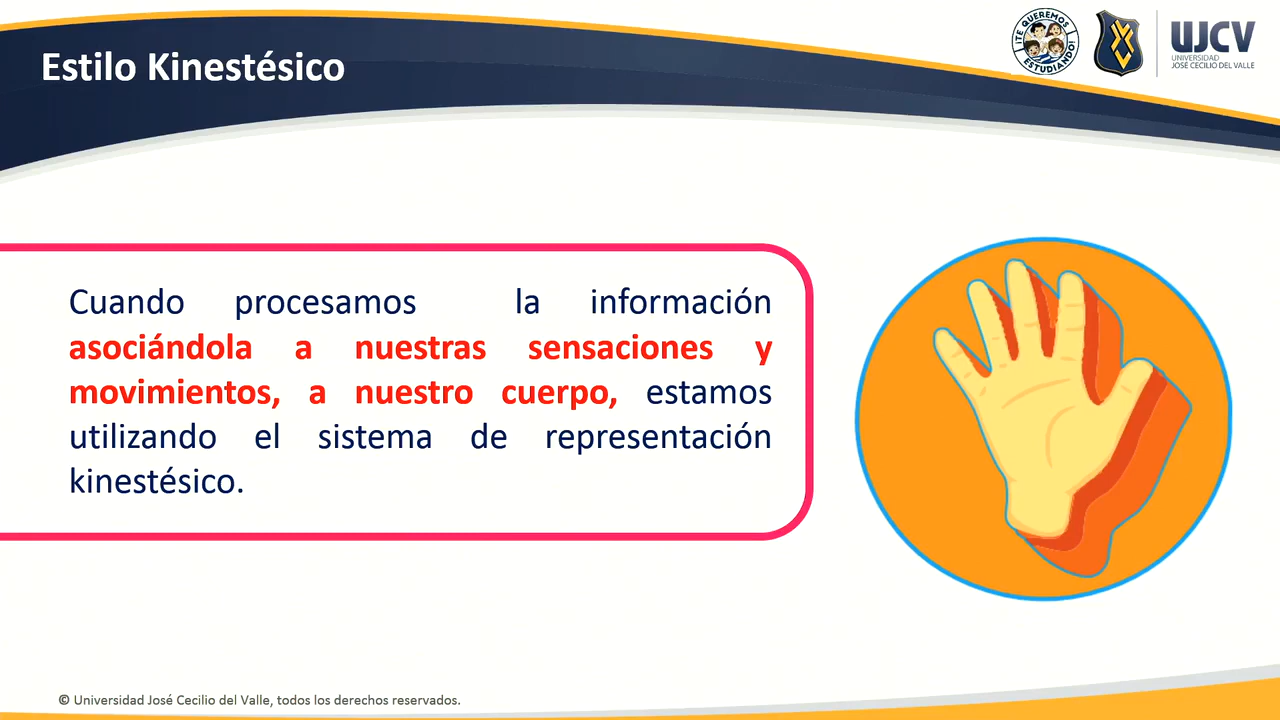 Estilo Kinestésico
¡TE QUEREMOS
ESTUDIANDO!
UJCV
UNIVERSIDAD
JOSÉ CECILIO DEL VALLE
Cuando procesamos la información
asociándola a nuestras sensaciones y
movimientos, a nuestro cuerpo, estamos
utilizando el sistema de representación
kinestésico.
© Universidad José Cecilio del Valle, todos los derechos reservados.